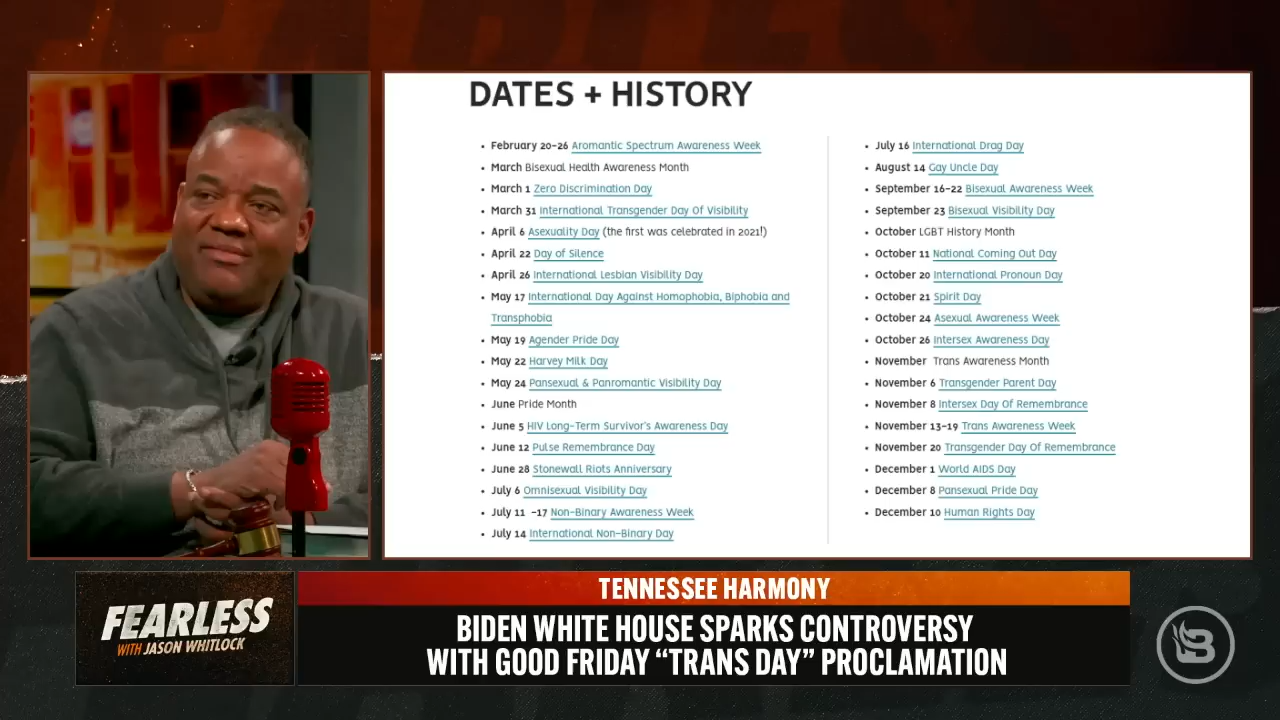 DATES + HISTORY
February 20-26 Aromantic Spectrum Awareness Week
March Bisexual Health Awareness Month
March 1 Zero Discrimination Day
March 31 International Transgender Day Of Visibility
April 6 Asexuality Day (the first was celebrated in 2021!)
April 22 Day of Silence
April 26 International Lesbian Visibility Day
May 17 International Day Against Homophobia, Biphobia and
Transphobia
May 19 Agender Pride Day
May 22 Harvey Milk Day
May 24 Pansexual & Panromantic Visibility Day
June Pride Month
June 5 HIV Long-Term Survivor's Awareness Day
June 12 Pulse Remembrance Day
June 28 Stonewall Riots Anniversary
July 6 Omnisexual Visibility Day
July 11 -17 Non-Binary Awareness Week
July 14 International Non-Binary Day
July 16 International Drag Day
August 14 Gay Uncle Day
September 16-22 Bisexual Awareness Week
September 23 Bisexual Visibility Day
October LGBT History Month
October 11 National Coming Out Day
October 20 International Pronoun Day
October 21 Spirit Day
October 24 Asexual Awareness Week
October 26 Intersex Awareness Day
November Trans Awareness Month
November 6 Transgender Parent Day
November 8 Intersex Day Of Remembrance
November 13-19 Trans Awareness Week
November 20 Transgender Day Of Remembrance
December 1 World AIDS Day
December 8 Pansexual Pride Day
December 10 Human Rights Day
FEARLESS
WITH JASON WHITLOCK
TENNESSEE HARMONY
BIDEN WHITE HOUSE SPARKS CONTROVERSY
WITH GOOD FRIDAY “TRANS DAY” PROCLAMATION
B